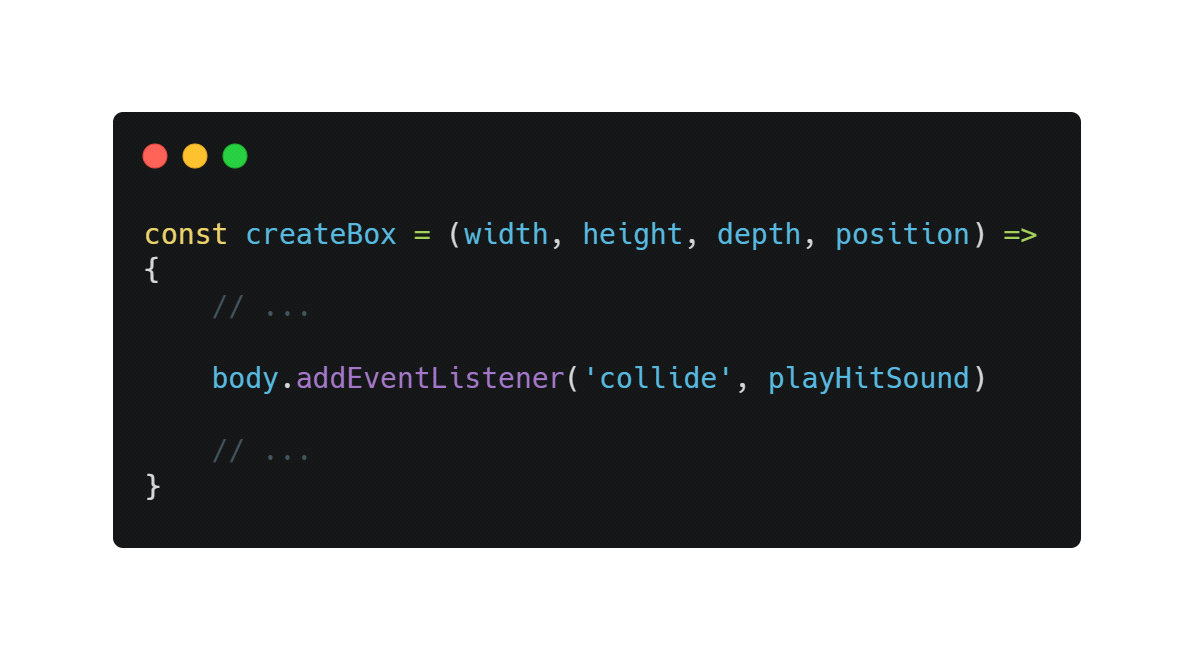 const createBox = (width, height, depth, position) =>
{
    // ...

    body.addEventListener('collide', playHitSound)

    // ...
}